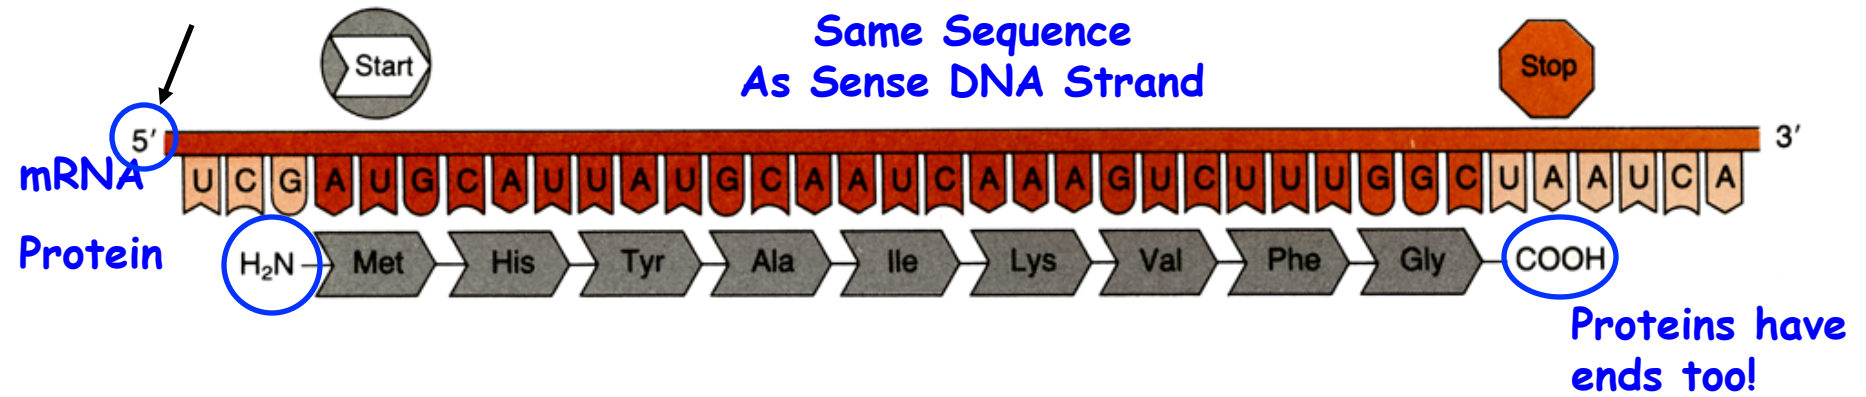 Same Sequence
As Sense DNA Strand
Start
Stop
5′
3′
mRNA
U C G A U G C A U U A U G C A A U C A A A G U C U U U G G C U A A U C A
Protein
H₂N Met His Tyr Ala Ile Lys Val Phe Gly COOH
Proteins have
ends too!